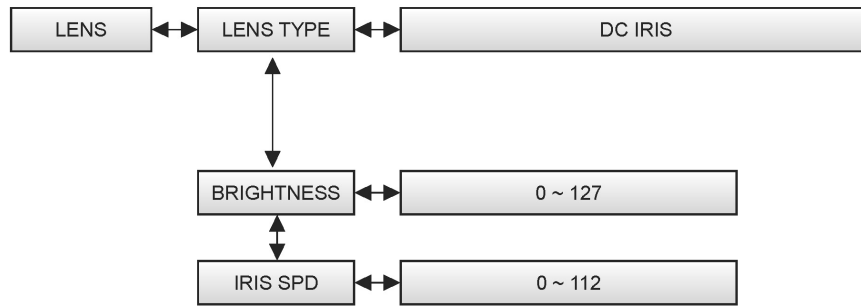 LENS LENS TYPE DC IRIS
BRIGHTNESS 0 ~ 127
IRIS SPD 0 ~ 112